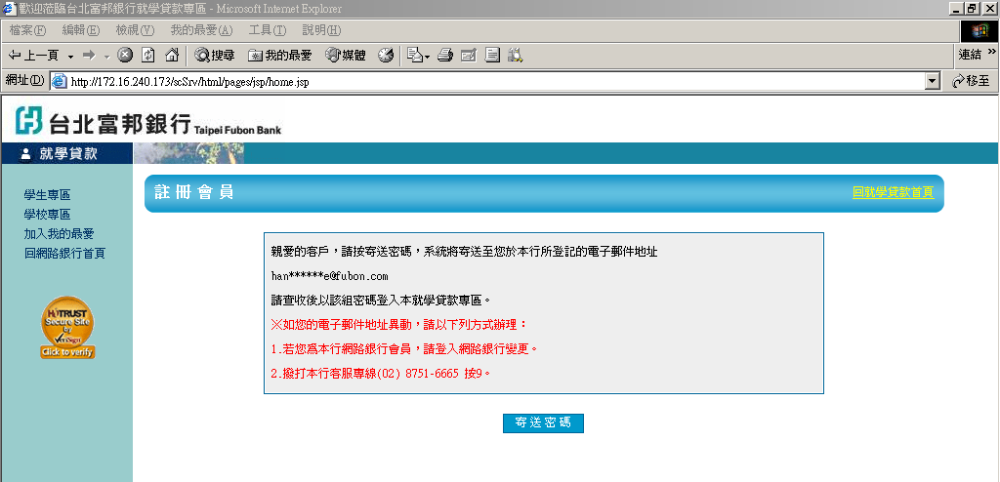 歡迎蒞臨台北富邦銀行就學貸款專區 - Microsoft Internet Explorer
檔案(F) 編輯(E) 檢視(V) 我的最愛(A) 工具(T) 說明(H)
上一頁 搜尋 我的最愛 媒體 連結 »
網址(D) http://172.16.240.173/scSrv/html/pages/jsp/home.jsp 移至
台北富邦銀行 Taipei Fubon Bank
就學貸款
註冊會員
回就學貸款首頁
學生專區
學校專區
加入我的最愛
回網路銀行首頁
HiTRUST
Secure Site
by
VeriSign
Click to verify
親愛的客戶，請按寄送密碼，系統將寄送至您於本行所登記的電子郵件地址
han******e@fubon.com
請查收後以該組密碼登入本就學貸款專區。
※如您的電子郵件地址異動，請以下列方式辦理：
1.若您為本行網路銀行會員，請登入網路銀行變更。
2.撥打本行客服專線(02) 8751-6665 按9。
寄送密碼